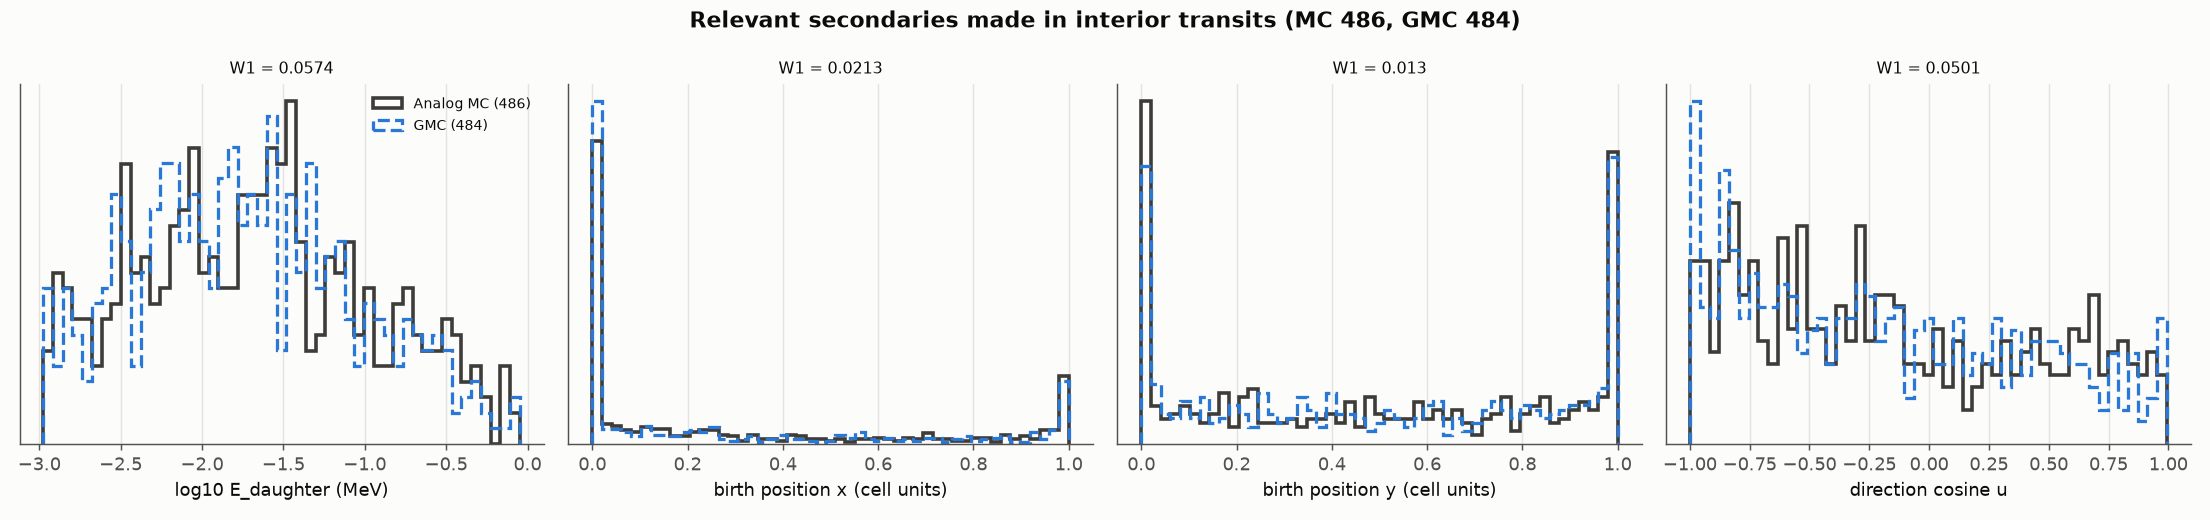 Relevant secondaries made in interior transits (MC 486, GMC 484)
W1 = 0.0574
W1 = 0.0213
W1 = 0.013
W1 = 0.0501
Analog MC (486)
GMC (484)
−3.0 −2.5 −2.0 −1.5 −1.0 −0.5 0.0
0.0 0.2 0.4 0.6 0.8 1.0
0.0 0.2 0.4 0.6 0.8 1.0
−1.00 −0.75 −0.50 −0.25 0.00 0.25 0.50 0.75 1.00
log10 E_daughter (MeV)
birth position x (cell units)
birth position y (cell units)
direction cosine u